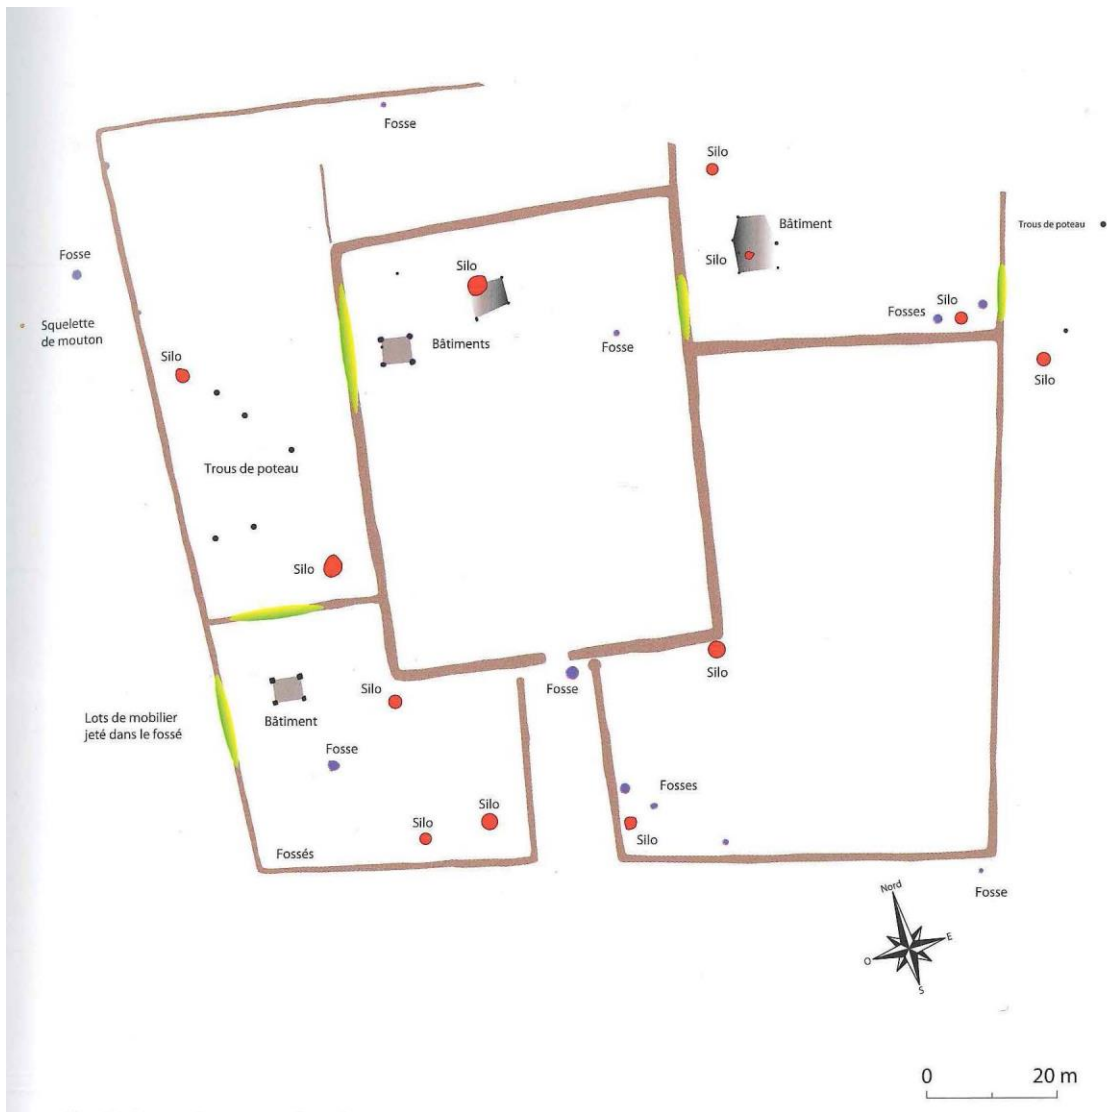 Fosse
Silo
Bâtiment
Trous de poteau
Fosse
Silo
Silo
Silo
Fosses
Squelette
de mouton
Bâtiments
Fosse
Silo
Silo
Trous de poteau
Silo
Silo
Fosse
Silo
Lots de mobilier
jeté dans le fossé
Bâtiment
Fosse
Fosses
Silo
Silo
Silo
Fossés
Fosse
Nord
E
O
S
0
20 m